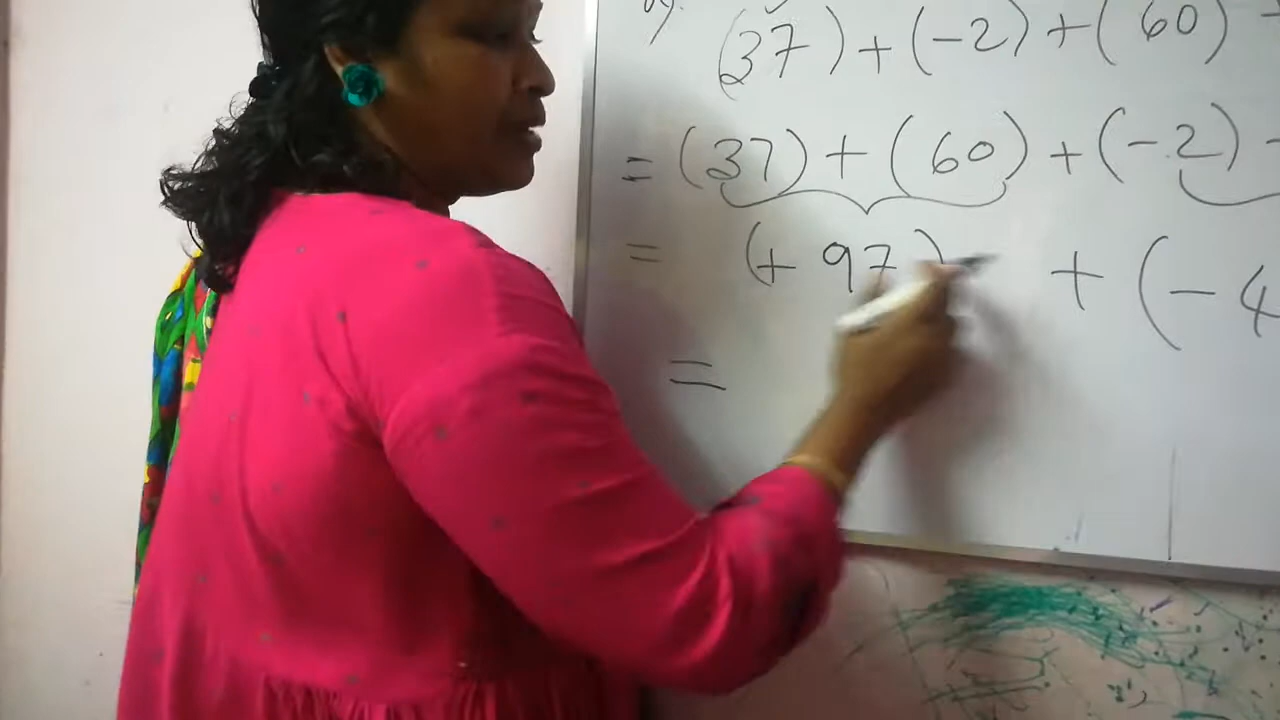 (37) + (-2) + (60)
= (37) + (60) + (-2)
= (+ 97) + (-4
=